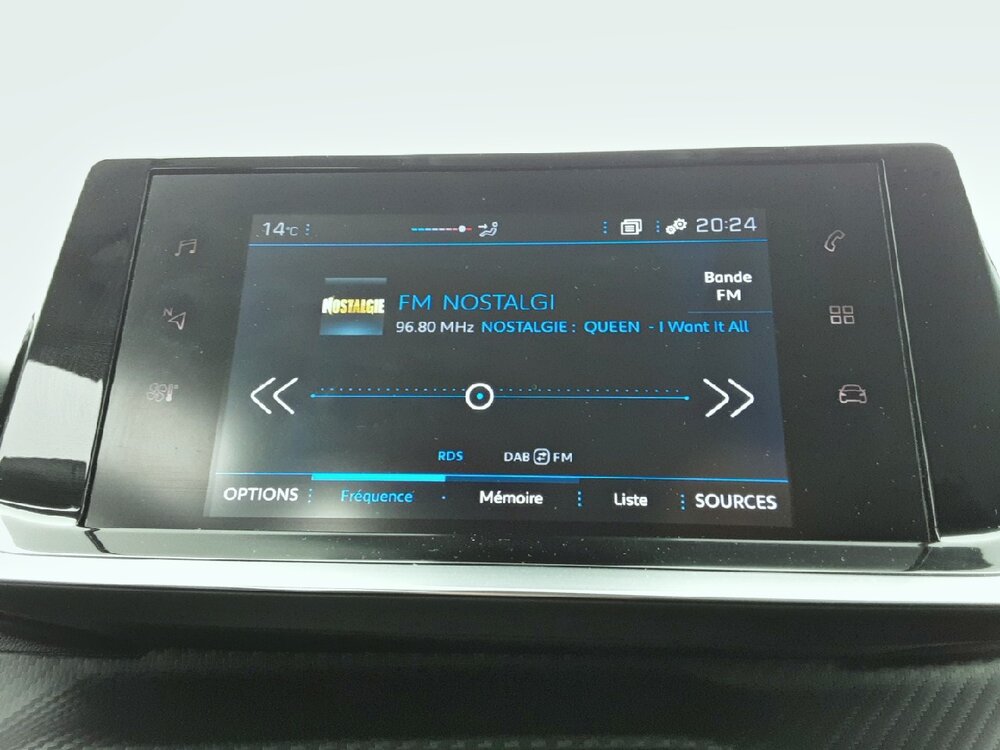 14°C 20:24
Bande
FM
NOSTALGIE
FM NOSTALGI
96.80 MHz NOSTALGIE : QUEEN - I Want It All
RDS DAB FM
OPTIONS Fréquence Mémoire Liste SOURCES
N